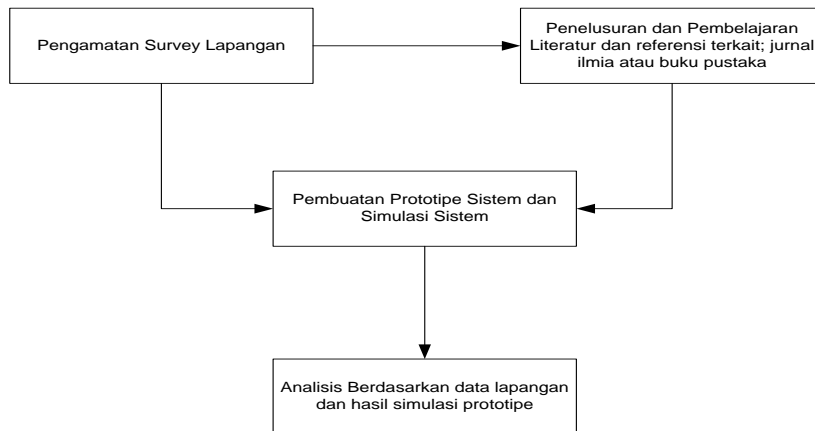 Pengamatan Survey Lapangan
Penelusuran dan Pembelajaran
Literatur dan referensi terkait; jurnal
ilmia atau buku pustaka
Pembuatan Prototipe Sistem dan
Simulasi Sistem
Analisis Berdasarkan data lapangan
dan hasil simulasi prototipe